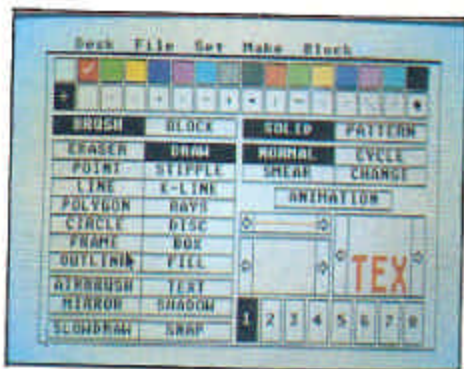 Desk File Set Make Block
BRUSH BLOCK SOLID PATTERN
ERASER DRAW NORMAL CYCLE
POINT STIPPLE SMEAR CHANGE
LINE K-LINE ANIMATION
POLYGON RAYS
CIRCLE DISC
FRAME BOX
OUTLINE FILL TEX
AIRBRUSH TEXT
MIRROR SHADOW 1 2 3 4 5 6 7 8
SLOWDRAW SNAP